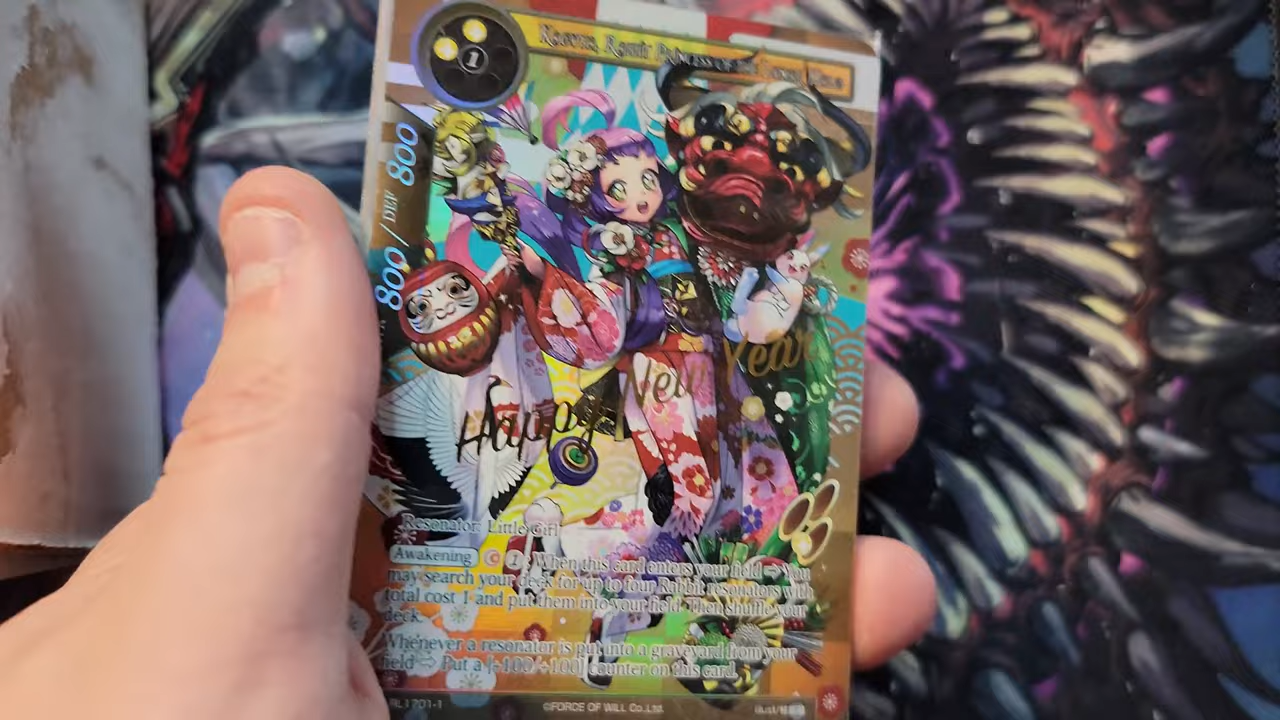 1
PRINCESS OF
800 / DEF 800
Happy New Year
Resonator: Little Girl
Awakening 1 : When this card enters your field ⇒ You
may search your deck for up to four Rabbit resonators with
total cost 1 and put them into your field. Then shuffle your
deck.
Whenever a resonator is put into a graveyard from your
field ⇒ Put a [+100/+100] counter on this card.
©FORCE OF WILL Co.,Ltd.